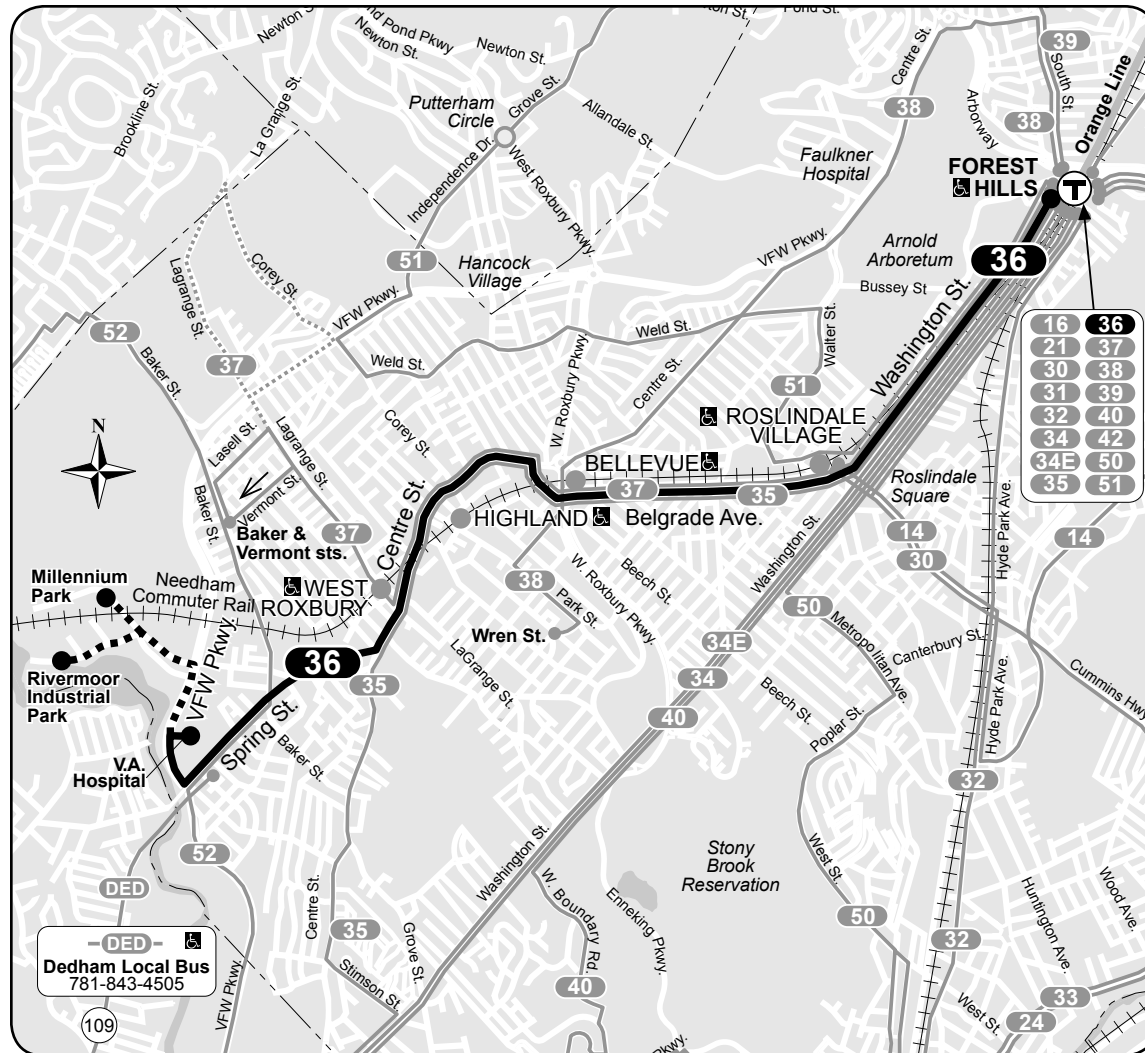 Newton St.
Pond Pkwy
Newton St.
Newton St.
Pond St.
Brookline St.
La Grange St.
La Grange St.
Putterham
Circle
Grove St.
Allandale St.
Independence Dr.
West Roxbury Pkwy.
Centre St.
38
Faulkner
Hospital
39
South St.
38
Arborway
Orange Line
FOREST
HILLS
T
36
Arnold
Arboretum
Bussey St
VFW Pkwy.
Washington St.
51
Hancock
Village
Lagrange St.
Corey St.
VFW Pkwy.
37
Weld St.
Weld St.
W. Roxbury Pkwy.
Centre St.
Walter St.
51
16 36
21 37
30 38
31 39
32 40
34 42
34E 50
35 51
52
Baker St.
N
Lasell St.
Lagrange St.
Vermont St.
Baker St.
Baker &
Vermont sts.
37
Corey St.
Centre St.
ROSLINDALE
VILLAGE
BELLEVUE
37
35
HIGHLAND
Belgrade Ave.
Roslindale
Square
Washington St.
14
30
Hyde Park Ave.
14
WEST
ROXBURY
Millennium
Park
Needham
Commuter Rail
VFW Pkwy.
Rivermoor
Industrial
Park
V.A.
Hospital
36
Spring St.
35
Baker St.
LaGrange St.
38
Park St.
Wren St.
W. Roxbury Pkwy.
Beech St.
34E
34
40
50
Metropolitan Ave.
Canterbury St.
Beech St.
Poplar St.
Hyde Park Ave.
Cummins Hwy
32
52
DED
DED
Dedham Local Bus
781-843-4505
109
VFW Pkwy.
Centre St.
35
Stimson St.
Grove St.
Washington St.
W. Boundary Rd.
40
Enneking Pkwy.
Stony
Brook
Reservation
West St.
50
32
Huntington Ave.
Wood Ave.
West St.
33
24
Pkwy.